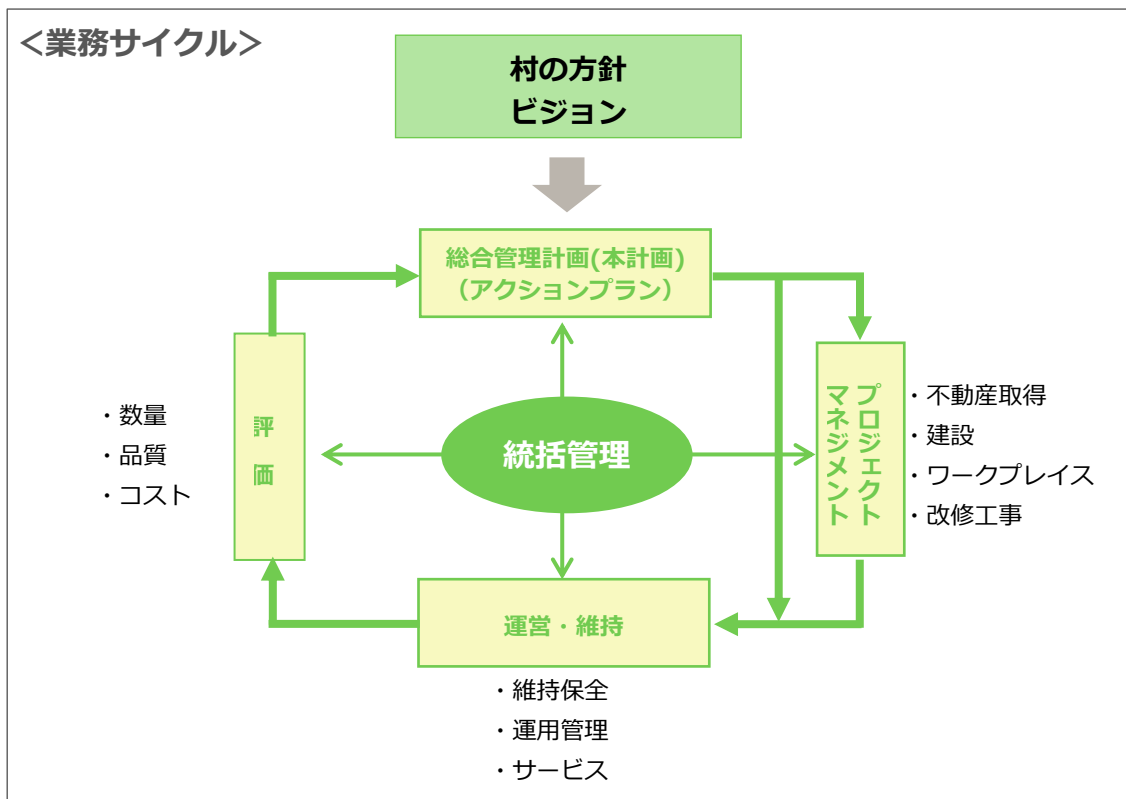 <業務サイクル>
村の方針
ビジョン
総合管理計画(本計画)
（アクションプラン）
評価
・数量
・品質
・コスト
統括管理
プロジェクト
マネジメント
・不動産取得
・建設
・ワークプレイス
・改修工事
運営・維持
・維持保全
・運用管理
・サービス